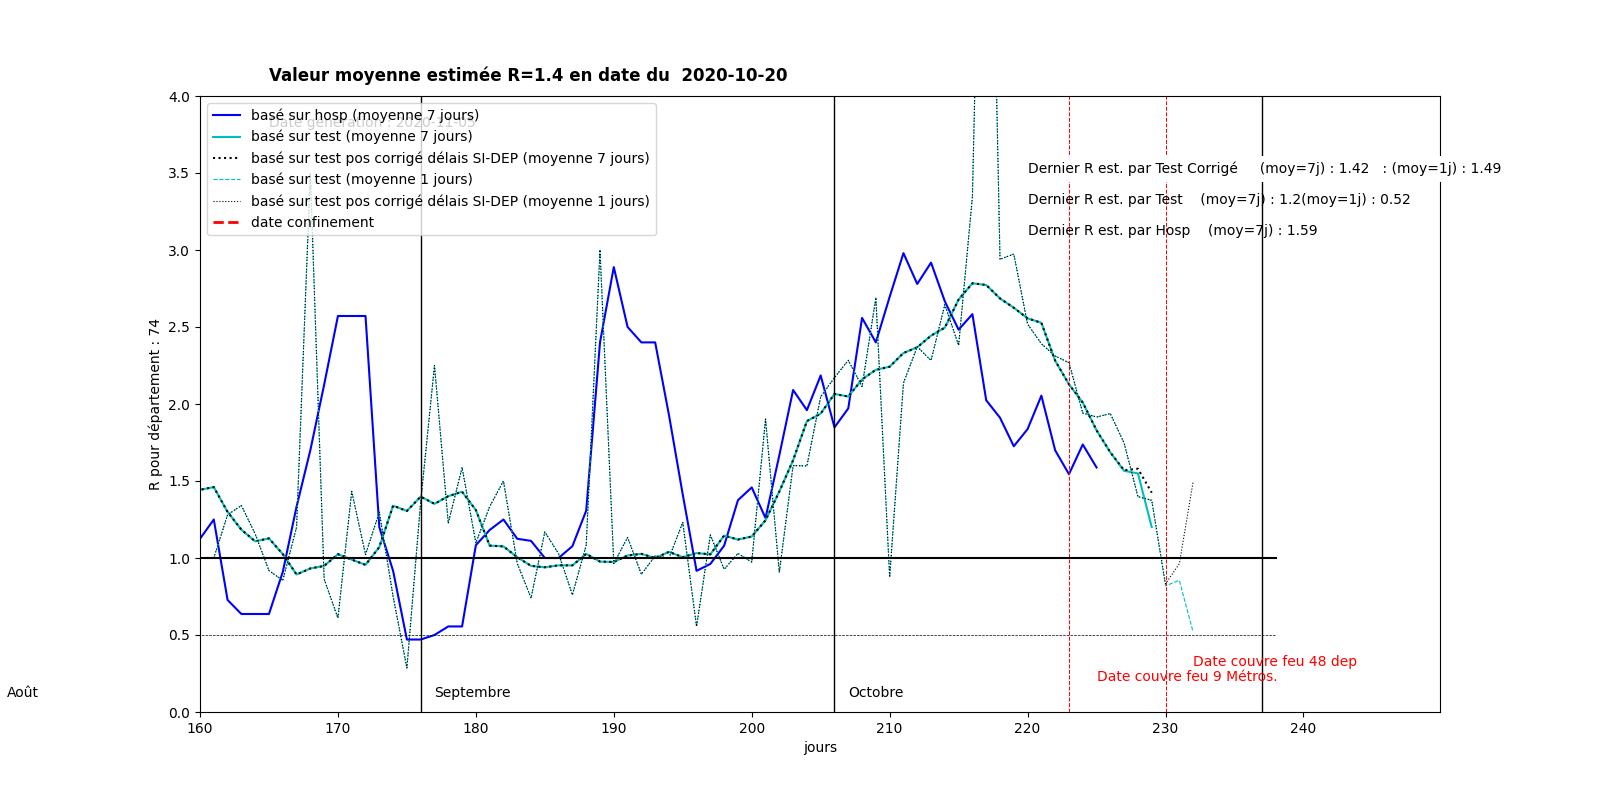 Valeur moyenne estimée R=1.4 en date du  2020-10-20
Date génération : 2020-11-05
basé sur hosp (moyenne 7 jours)
basé sur test (moyenne 7 jours)
basé sur test pos corrigé délais SI-DEP (moyenne 7 jours)
basé sur test (moyenne 1 jours)
basé sur test pos corrigé délais SI-DEP (moyenne 1 jours)
date confinement
Dernier R est. par Test Corrigé     (moy=7j) : 1.42   : (moy=1j) : 1.49
Dernier R est. par Test    (moy=7j) : 1.2(moy=1j) : 0.52
Dernier R est. par Hosp    (moy=7j) : 1.59
4.0
3.5
3.0
2.5
2.0
1.5
1.0
0.5
0.0
R pour département : 74
Date couvre feu 48 dep
Date couvre feu 9 Métros.
Août
Septembre
Octobre
160 170 180 190 200 210 220 230 240
jours